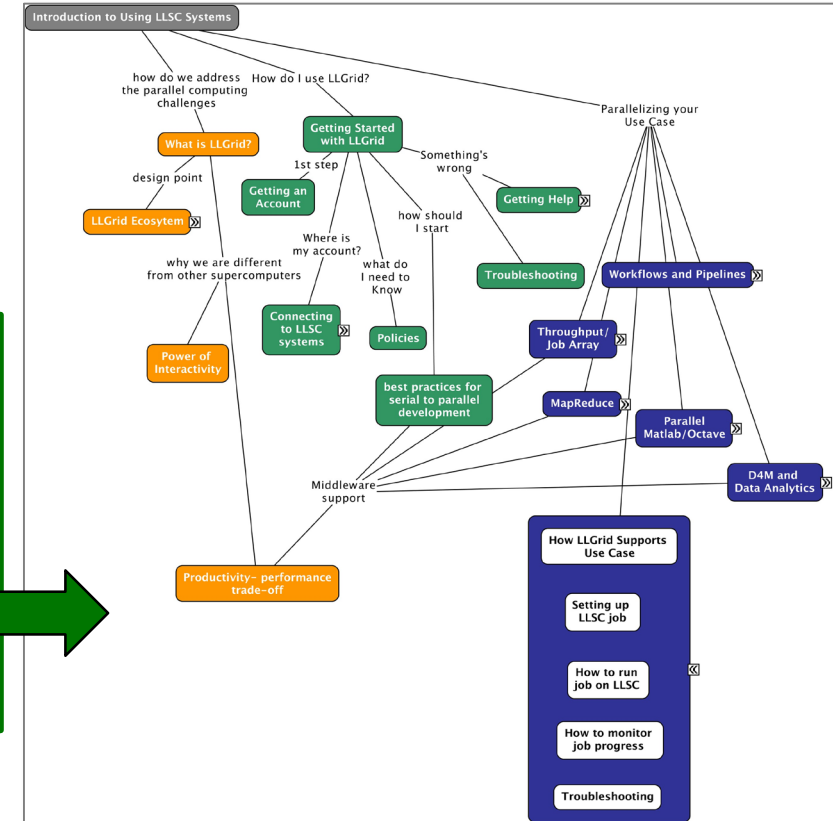 Introduction to Using LLSC Systems
how do we address
the parallel computing
challenges
How do I use LLGrid?
Parallelizing your
Use Case
What is LLGrid?
Getting Started
with LLGrid
Something's
wrong
1st step
design point
Getting an
Account
Getting Help
LLGrid Ecosytem
how should
I start
Where is
my account?
why we are different
from other supercomputers
what do
I need to
Know
Troubleshooting
Workflows and Pipelines
Connecting
to LLSC
systems
Policies
Throughput/
Job Array
Power of
Interactivity
best practices for
serial to parallel
development
MapReduce
Parallel
Matlab/Octave
Middleware
support
D4M and
Data Analytics
How LLGrid Supports
Use Case
Productivity- performance
trade-off
Setting up
LLSC job
How to run
job on LLSC
How to monitor
job progress
Troubleshooting